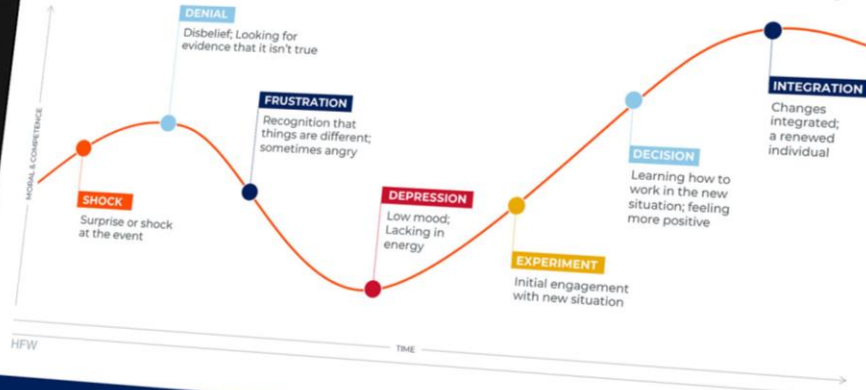 DENIAL
Disbelief; Looking for
evidence that it isn't true
FRUSTRATION
Recognition that
things are different;
sometimes angry
SHOCK
Surprise or shock
at the event
DEPRESSION
Low mood;
Lacking in
energy
EXPERIMENT
Initial engagement
with new situation
DECISION
Learning how to
work in the new
situation; feeling
more positive
INTEGRATION
Changes
integrated;
a renewed
individual
MORAL & COMPETENCE
TIME
HFW